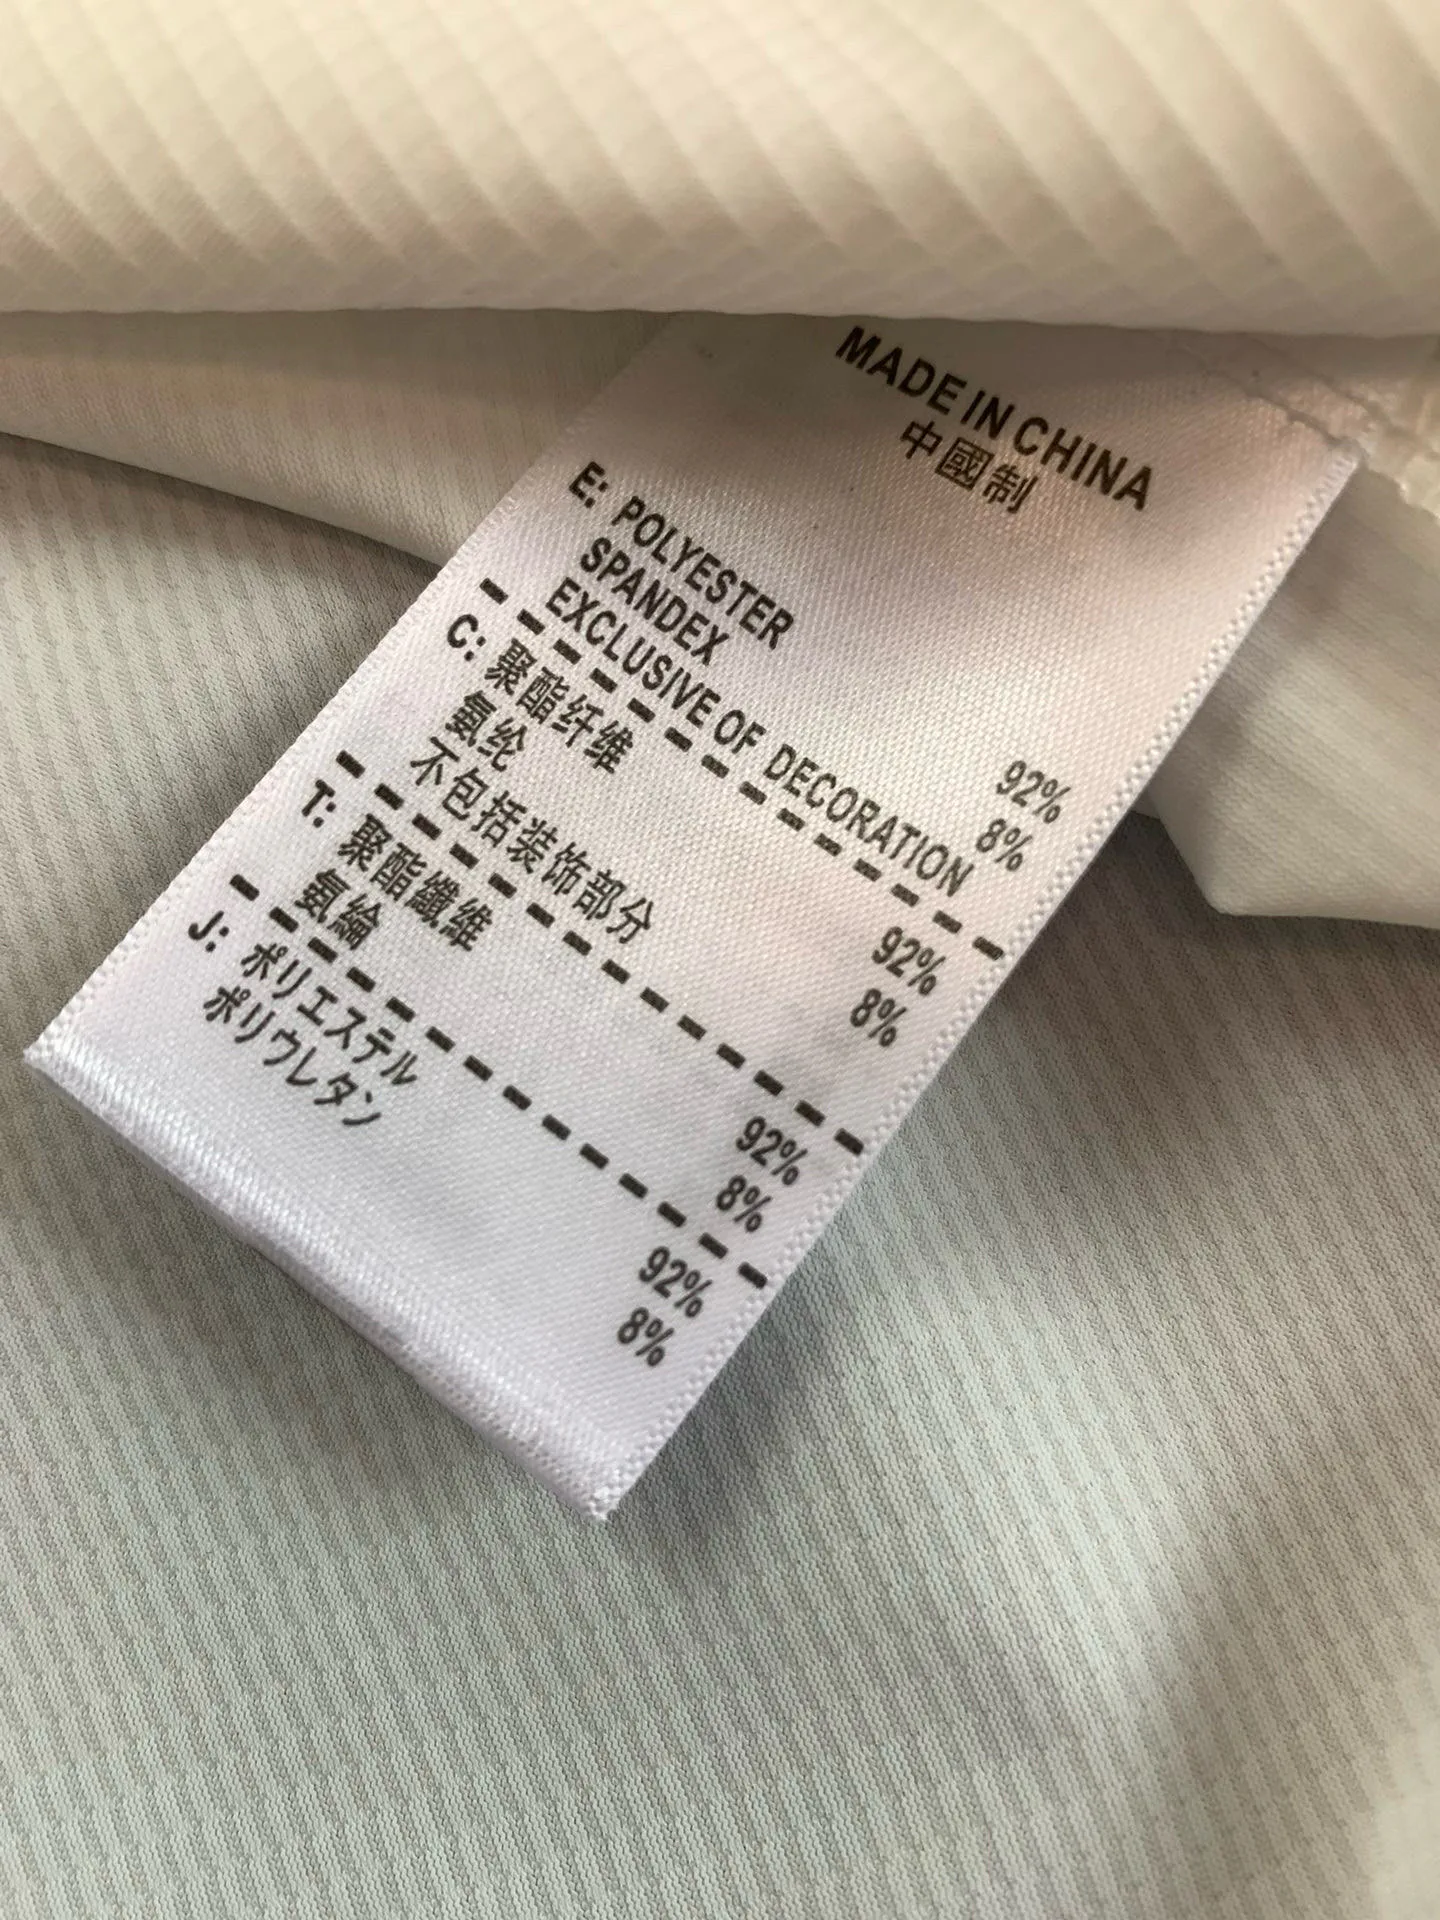 MADE IN CHINA
中國制
E: POLYESTER 92%
SPANDEX 8%
EXCLUSIVE OF DECORATION
C: 聚酯纤维 92%
氨纶 8%
不包括装饰部分
T: 聚酯纖維 92%
氨綸 8%
J: ポリエステル 92%
ポリウレタン 8%